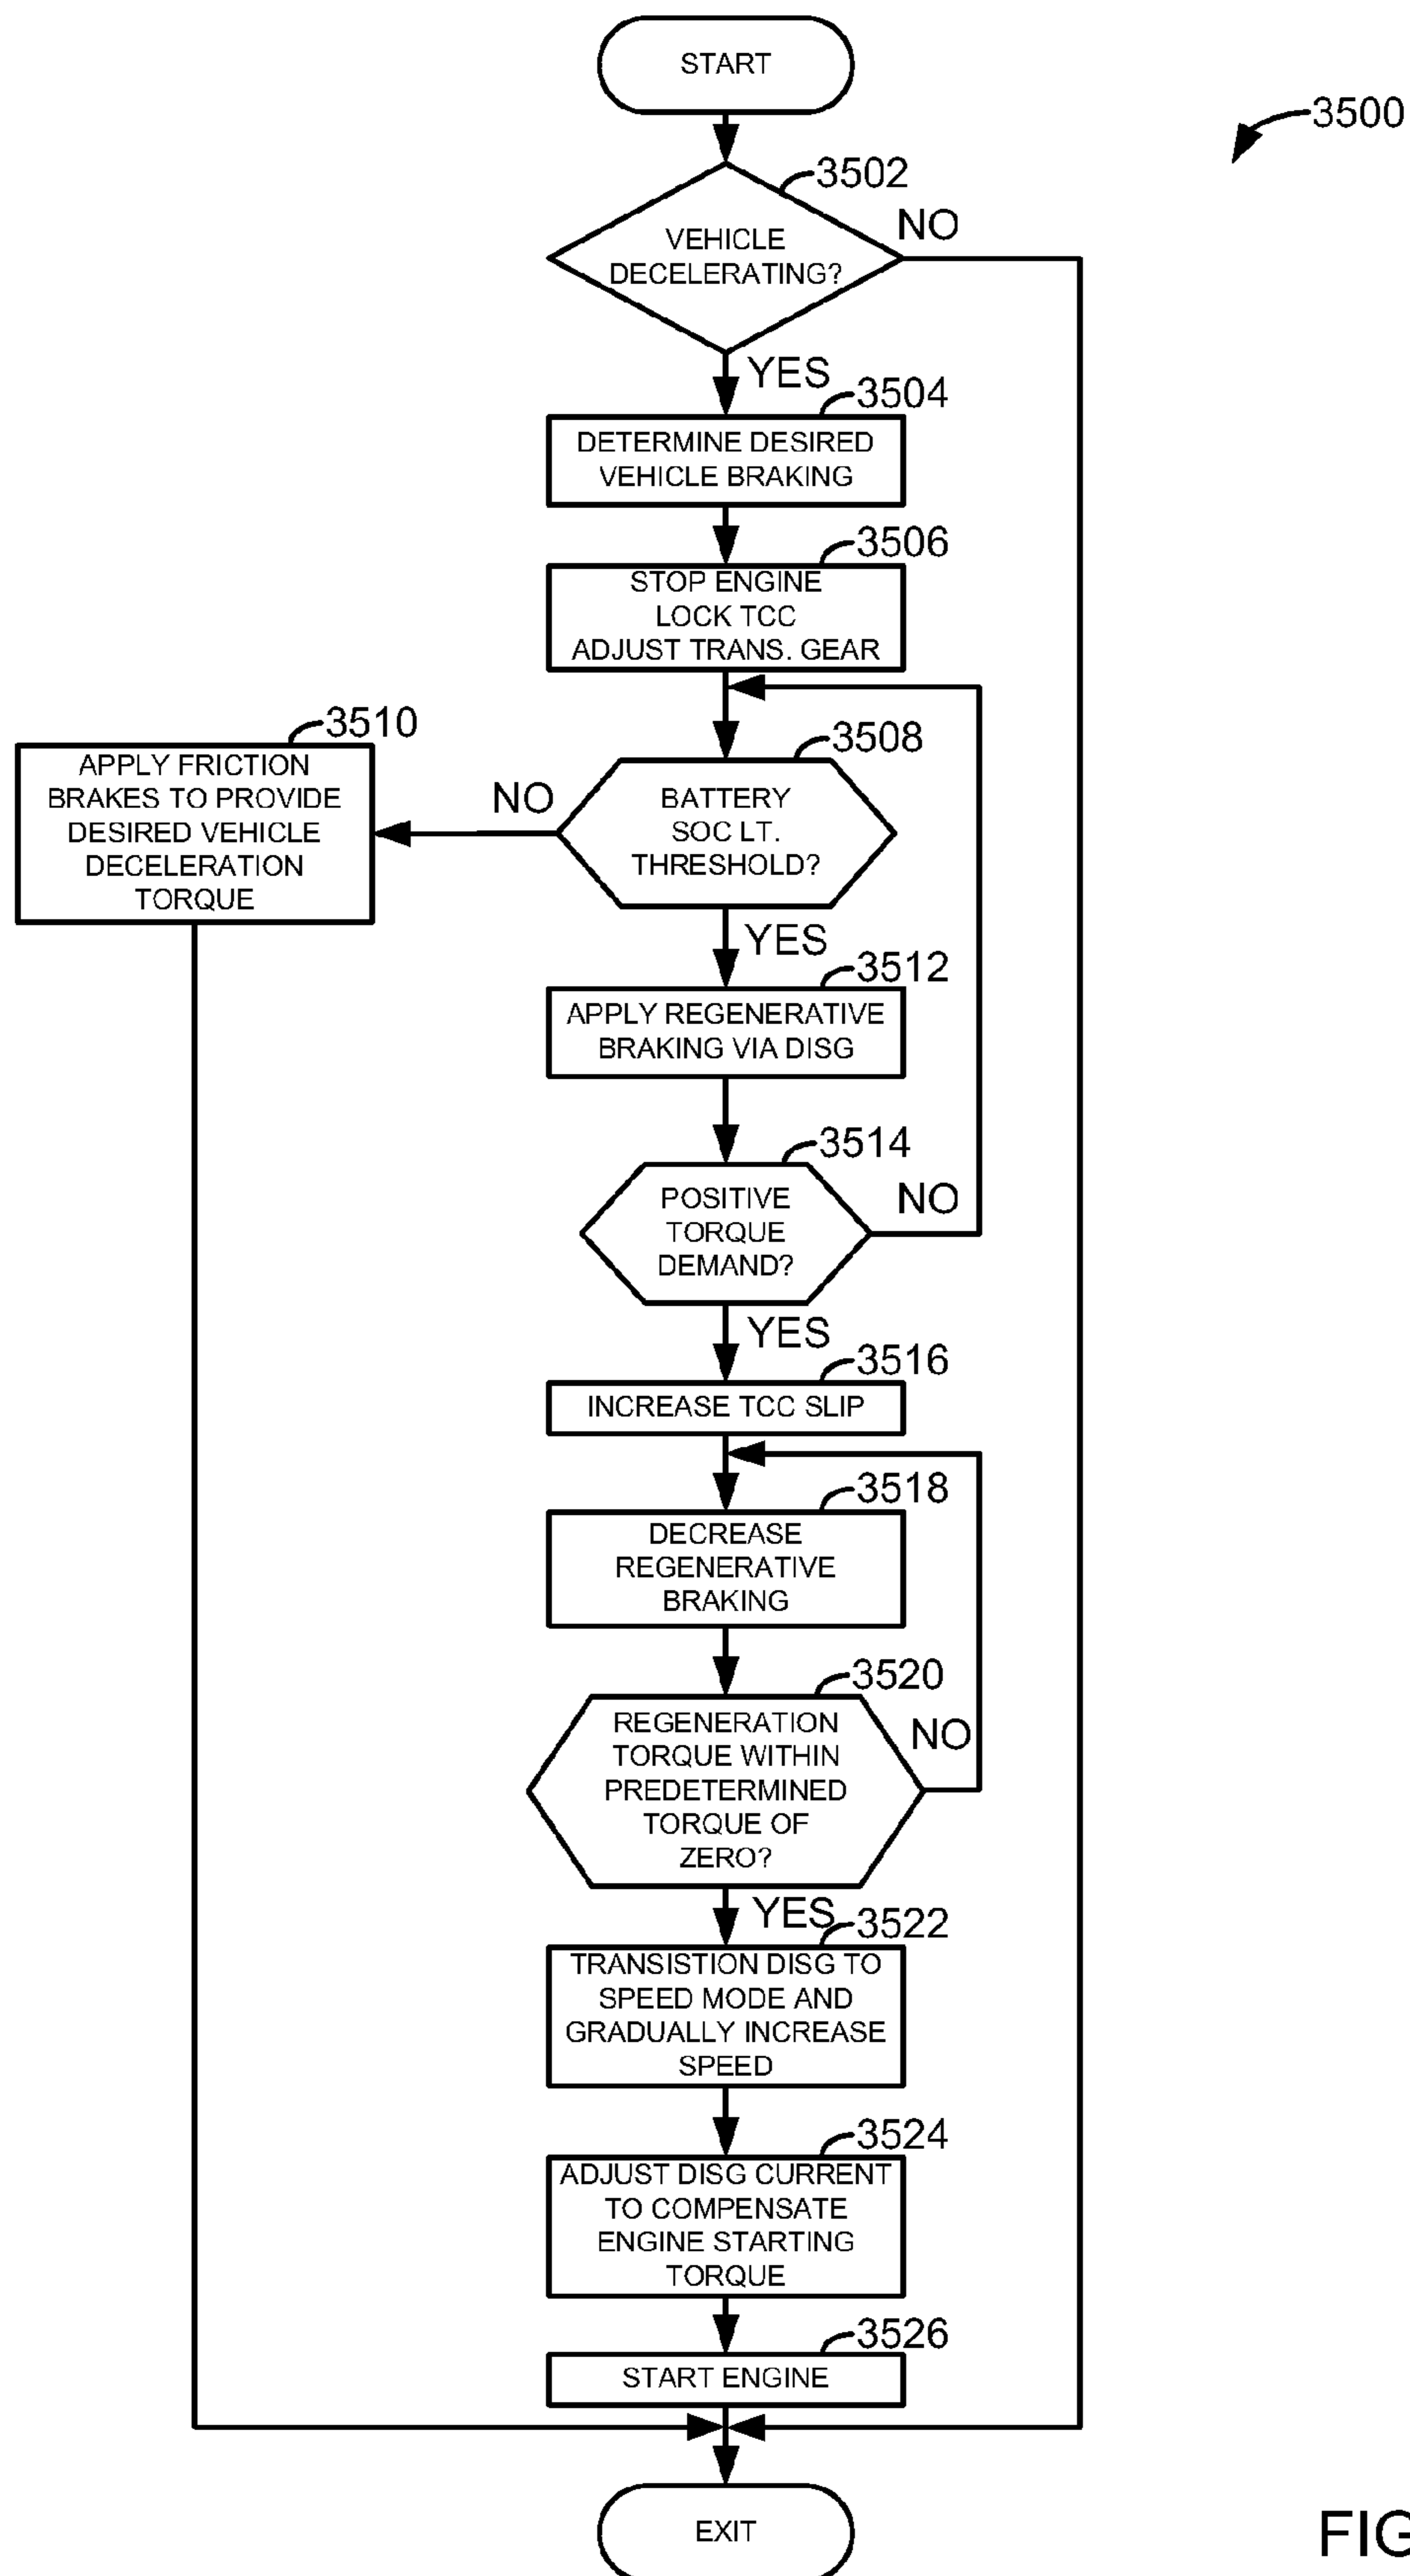 START
3500
3502
VEHICLE
DECELERATING?
NO
YES
3504
DETERMINE DESIRED
VEHICLE BRAKING
3506
STOP ENGINE
LOCK TCC
ADJUST TRANS. GEAR
3510
APPLY FRICTION
BRAKES TO PROVIDE
DESIRED VEHICLE
DECELERATION
TORQUE
NO
3508
BATTERY
SOC LT.
THRESHOLD?
YES
3512
APPLY REGENERATIVE
BRAKING VIA DISG
3514
POSITIVE
TORQUE
DEMAND?
NO
YES
3516
INCREASE TCC SLIP
3518
DECREASE
REGENERATIVE
BRAKING
3520
REGENERATION
TORQUE WITHIN
PREDETERMINED
TORQUE OF
ZERO?
NO
YES
3522
TRANSISTION DISG TO
SPEED MODE AND
GRADUALLY INCREASE
SPEED
3524
ADJUST DISG CURRENT
TO COMPENSATE
ENGINE STARTING
TORQUE
3526
START ENGINE
EXIT
FIG